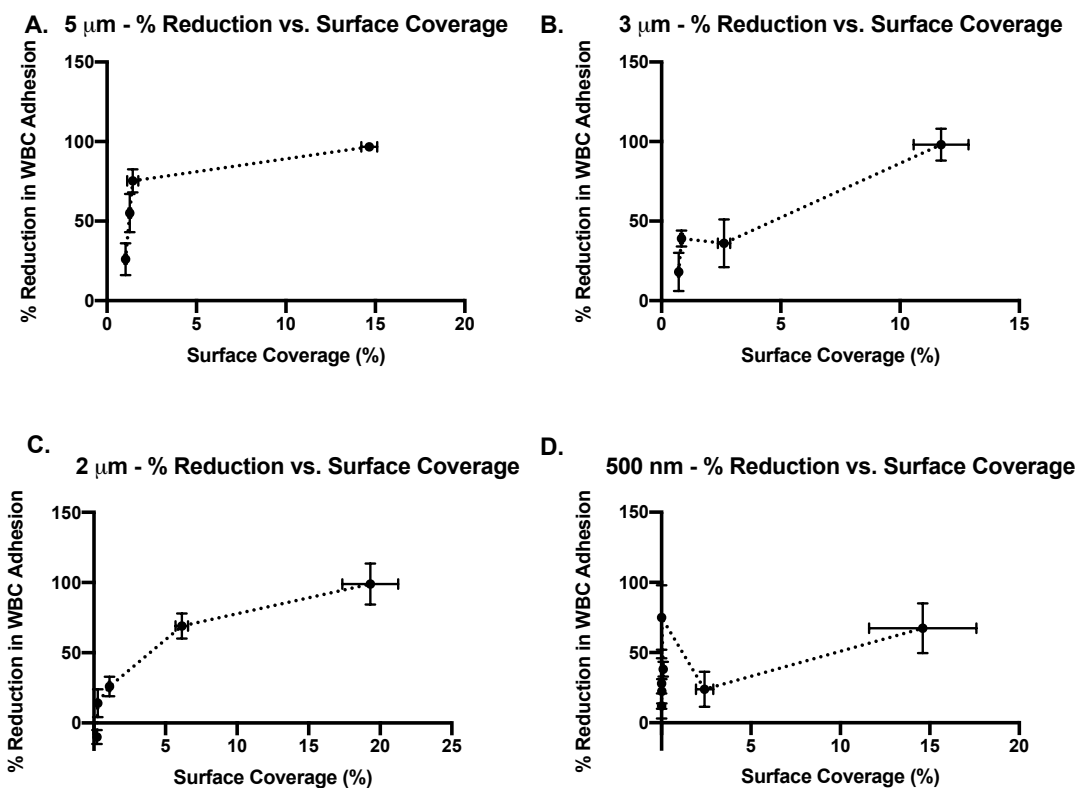 A. 5 μm - % Reduction vs. Surface Coverage
% Reduction in WBC Adhesion
150
100
50
0
0 5 10 15 20
Surface Coverage (%)
B. 3 μm - % Reduction vs. Surface Coverage
% Reduction in WBC Adhesion
150
100
50
0
0 5 10 15
Surface Coverage (%)
C.
2 μm - % Reduction vs. Surface Coverage
% Reduction in WBC Adhesion
150
100
50
0
5 10 15 20 25
Surface Coverage (%)
D.
500 nm - % Reduction vs. Surface Coverage
% Reduction in WBC Adhesion
150
100
50
0
5 10 15 20
Surface Coverage (%)